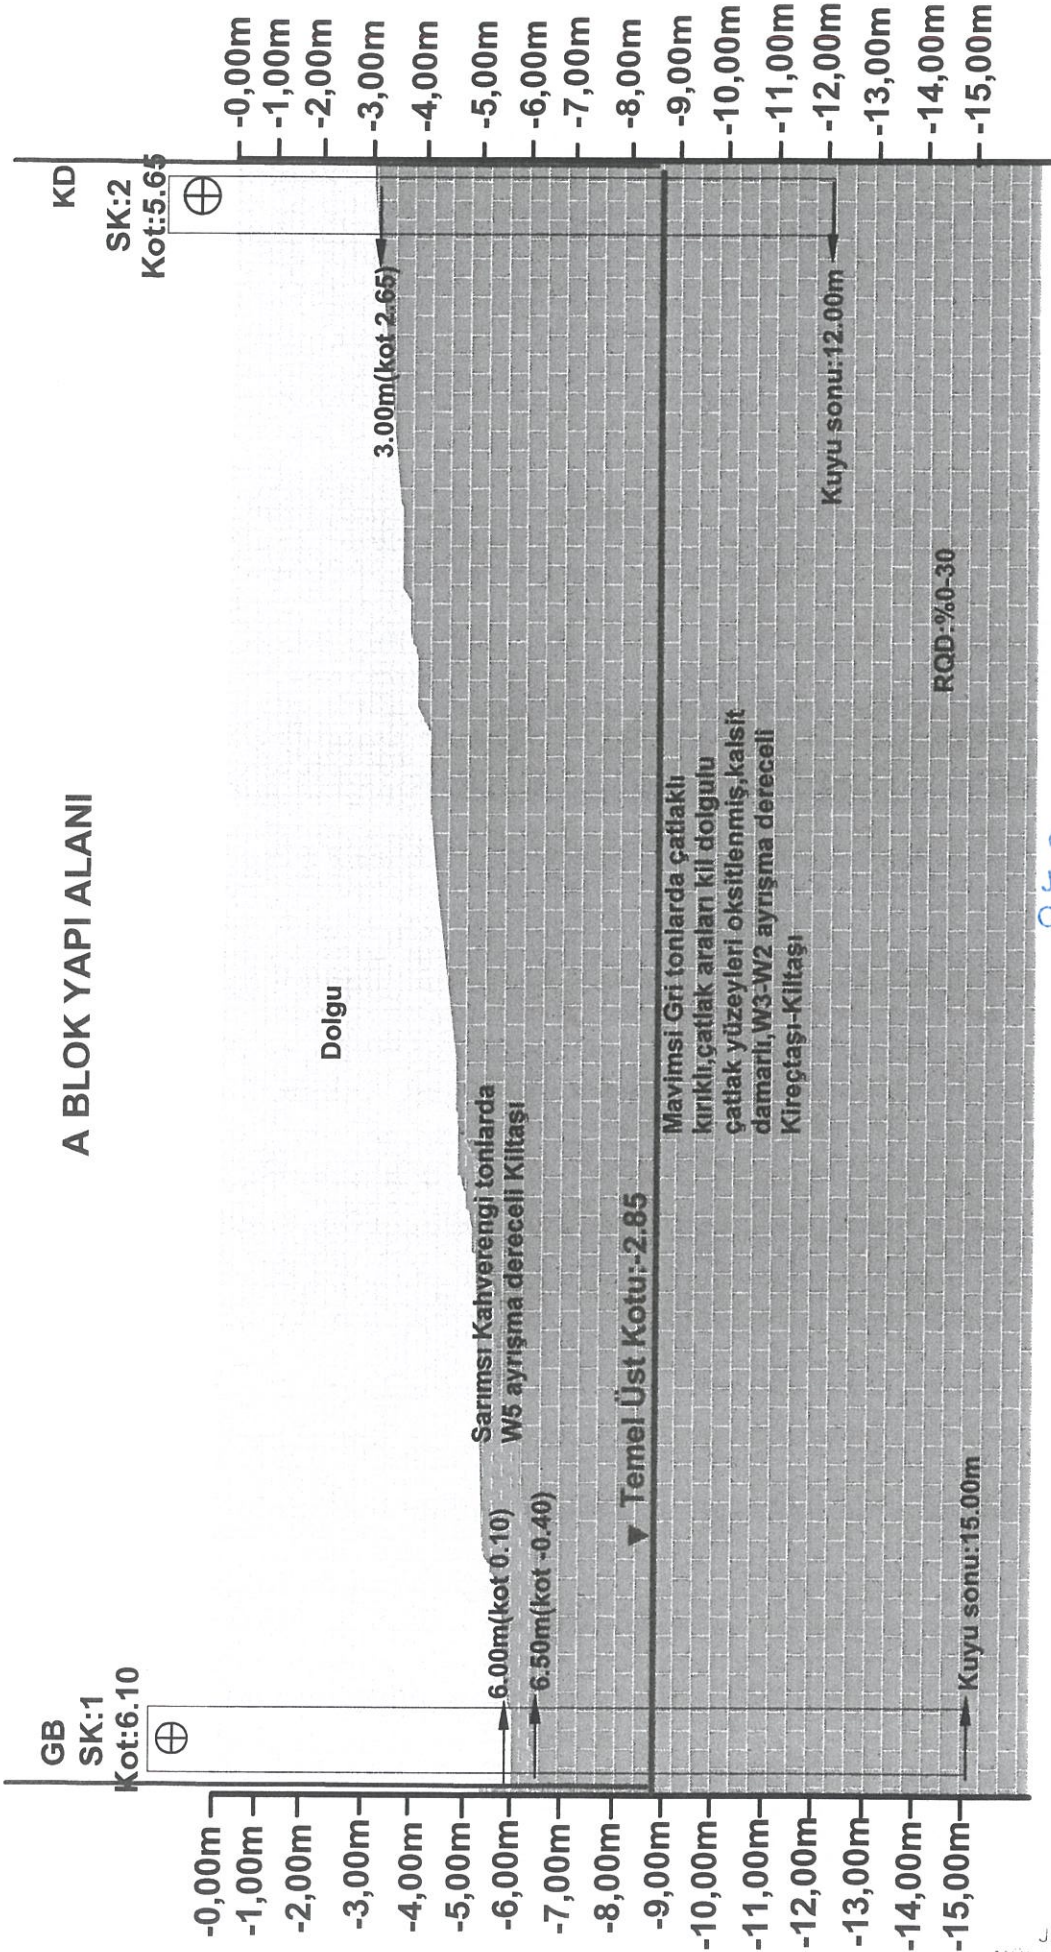 A BLOK YAPI ALANI
GB
SK:1
Kot:6.10
KD
SK:2
Kot:5.65
-0,00m
-1,00m
-2,00m
-3,00m
-4,00m
-5,00m
-6,00m
-7,00m
-8,00m
-9,00m
-10,00m
-11,00m
-12,00m
-13,00m
-14,00m
-15,00m
-0,00m
-1,00m
-2,00m
-3,00m
-4,00m
-5,00m
-6,00m
-7,00m
-8,00m
-9,00m
-10,00m
-11,00m
-12,00m
-13,00m
-14,00m
-15,00m
Dolgu
3.00m(kot 2.65)
Sarımsı Kahverengi tonlarda
W5 ayrışma dereceli Kiltaşı
6.00m(kot 0.10)
6.50m(kot -0.40)
Temel Üst Kotu:-2.85
Mavimsi Gri tonlarda çatlaklı
kırıklı,çatlak araları kil dolgulu
çatlak yüzeyleri oksitlenmiş,kalsit
damarlı,W3-W2 ayrışma dereceli
Kireçtaşı-Kiltaşı
Kuyu sonu:12.00m
RQD:%0-30
Kuyu sonu:15.00m